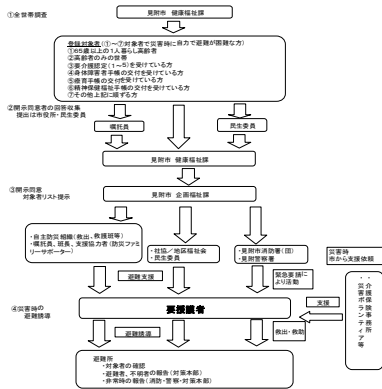 ①全世帯調査
見附市 健康福祉課
登録対象者(①～⑦対象者で災害時に自力で避難が困難な方)
①65歳以上の1人暮らし高齢者
②高齢者のみの世帯
③要介護認定(1～5)を受けている方
④身体障害者手帳の交付を受けている方
⑤療育手帳の交付を受けている方
⑥精神保健福祉手帳の交付を受けている方
⑦その他上記に順ずる方
②開示同意者の回答収集
提出は市役所・民生委員
嘱託員
民生委員
見附市 健康福祉課
③開示同意
対象者リスト提示
見附市 企画福祉課
・自主防災組織(救出、救護班等)
・嘱託員、班長、支援協力者(防災ファミ
リーサポーター)
・社協/地区福祉会
・民生委員
・見附市消防署(団)
・見附警察署
災害時
市から支援依頼
避難支援
緊急要請に
より活動
④災害時の
避難誘導
要援護者
支援
・介護保険事務所
・災害ボランティア等
避難誘導
救出・救助
避難所
・対象者の確認
・避難、不明者の報告(対策本部)
・非常時の報告(消防・警察・対策本部)